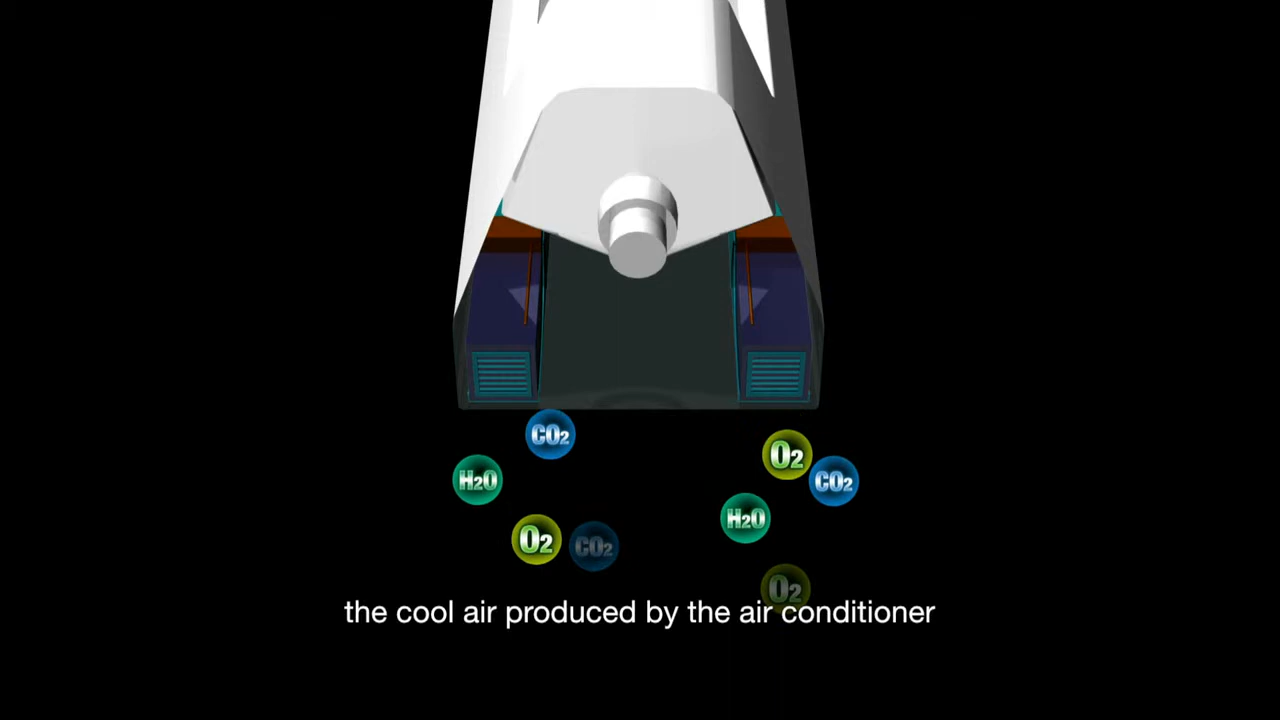 CO2
O2
H2O
CO2
H2O
O2
CO2
O2
the cool air produced by the air conditioner